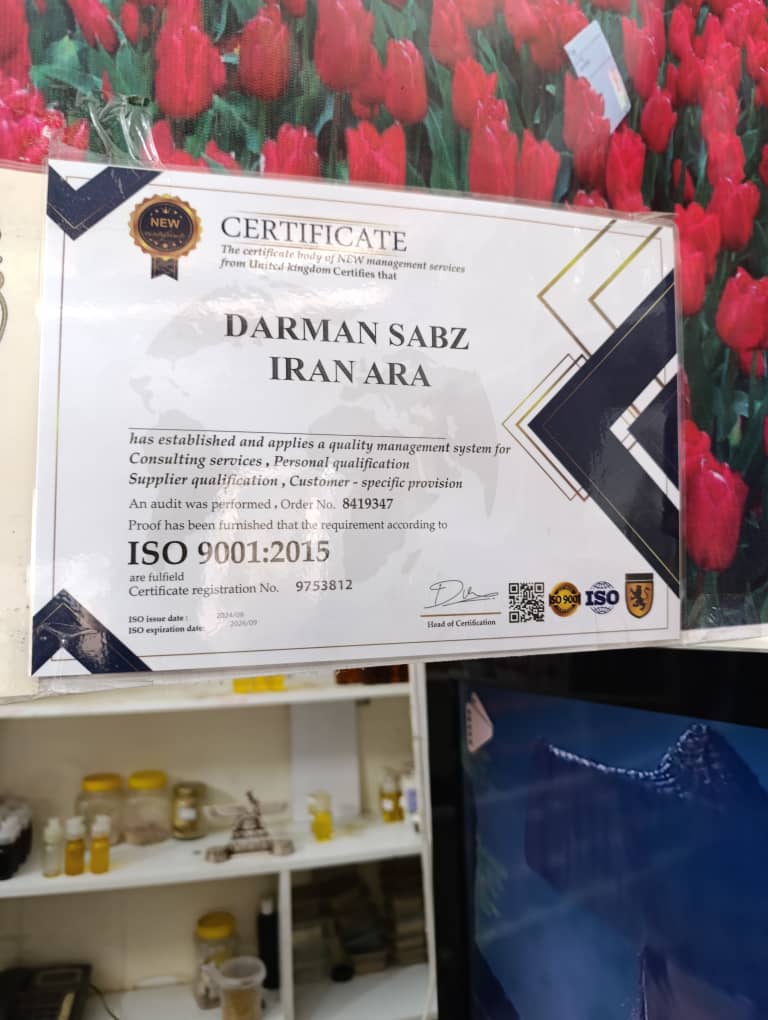 NEW
CERTIFICATE
The certificate body of NEW management services
from United kingdom Certifies that
DARMAN SABZ
IRAN ARA
has established and applies a quality management system for
Consulting services , Personal qualification
Supplier qualification , Customer - specific provision
An audit was performed , Order No. 8419347
Proof has been furnished that the requirement according to
ISO 9001:2015
are fulfield
Certificate registration No. 9753812
ISO issue date : 2024/09
ISO expiration date: 2026/09
Head of Certification
ISO 9001
ISO